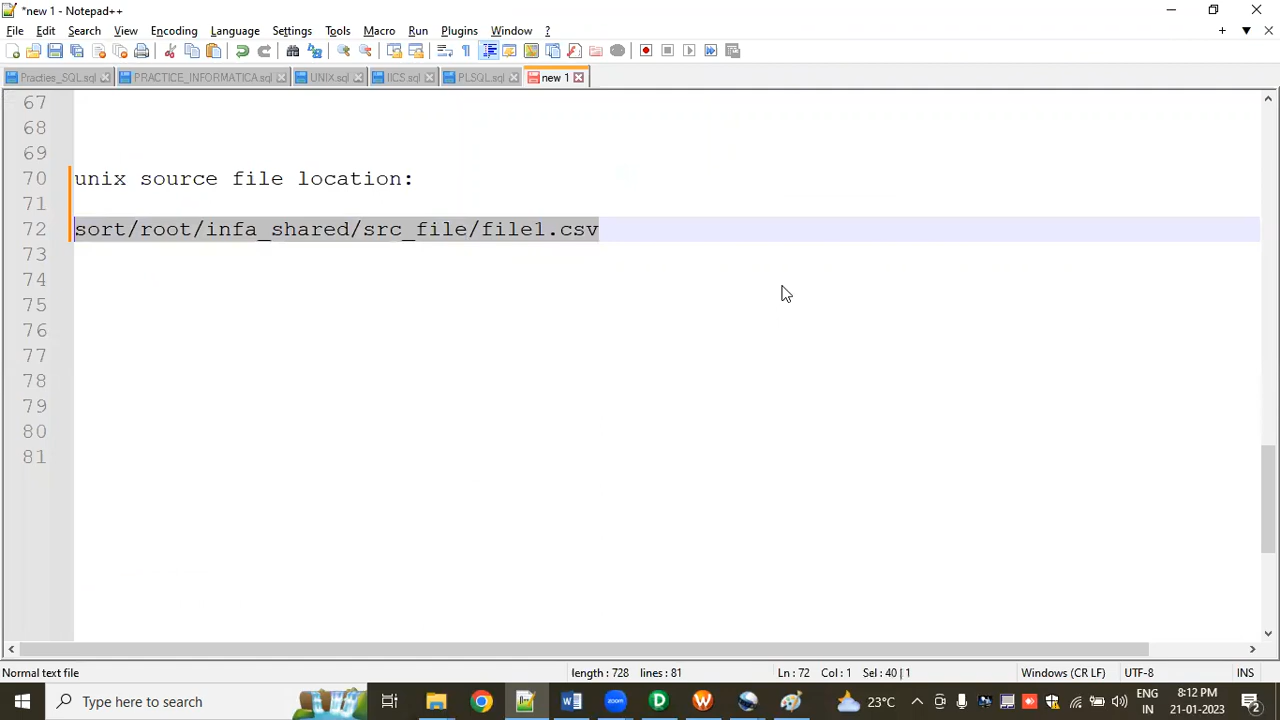 *new 1 - Notepad++
File Edit Search View Encoding Language Settings Tools Macro Run Plugins Window ?
Practies_SQL.sql PRACTICE_INFORMATICA.sql UNIX.sql IICS.sql PLSQL.sql new 1
67
68
69
70 unix source file location:
71
72 sort/root/infa_shared/src_file/file1.csv
73
74
75
76
77
78
79
80
81
Normal text file length : 728 lines : 81 Ln : 72 Col : 1 Sel : 40 | 1 Windows (CR LF) UTF-8 INS
Type here to search 23°C ENG IN 8:12 PM 21-01-2023 2